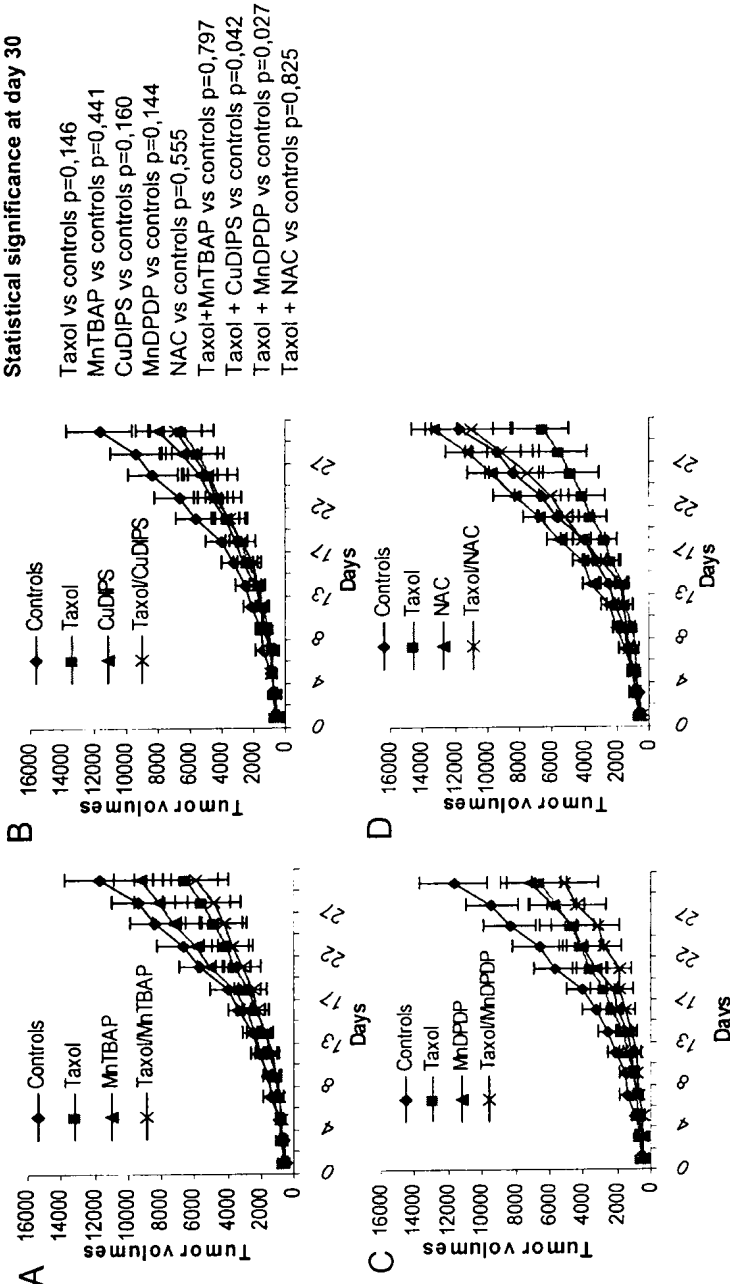 A
Tumor volumes
16000
14000
12000
10000
8000
6000
4000
2000
0
Controls
Taxol
MnTBAP
Taxol/MnTBAP
0
4
8
13
17
22
27
Days
B
Tumor volumes
16000
14000
12000
10000
8000
6000
4000
2000
0
Controls
Taxol
CuDIPS
Taxol/CuDIPS
0
4
8
13
17
22
27
Days
Statistical significance at day 30
Taxol vs controls p=0,146
MnTBAP vs controls p=0,441
CuDIPS vs controls p=0,160
MnDPDP vs controls p=0,144
NAC vs controls p=0,555
Taxol+MnTBAP vs controls p=0,797
Taxol + CuDIPS vs controls p=0,042
Taxol + MnDPDP vs controls p=0,027
Taxol + NAC vs controls p=0,825
C
Tumor volumes
16000
14000
12000
10000
8000
6000
4000
2000
0
Controls
Taxol
MnDPDP
Taxol/MnDPDP
0
4
8
13
17
22
27
Days
D
Tumor volumes
16000
14000
12000
10000
8000
6000
4000
2000
0
Controls
Taxol
NAC
Taxol/NAC
0
4
8
13
17
22
27
Days